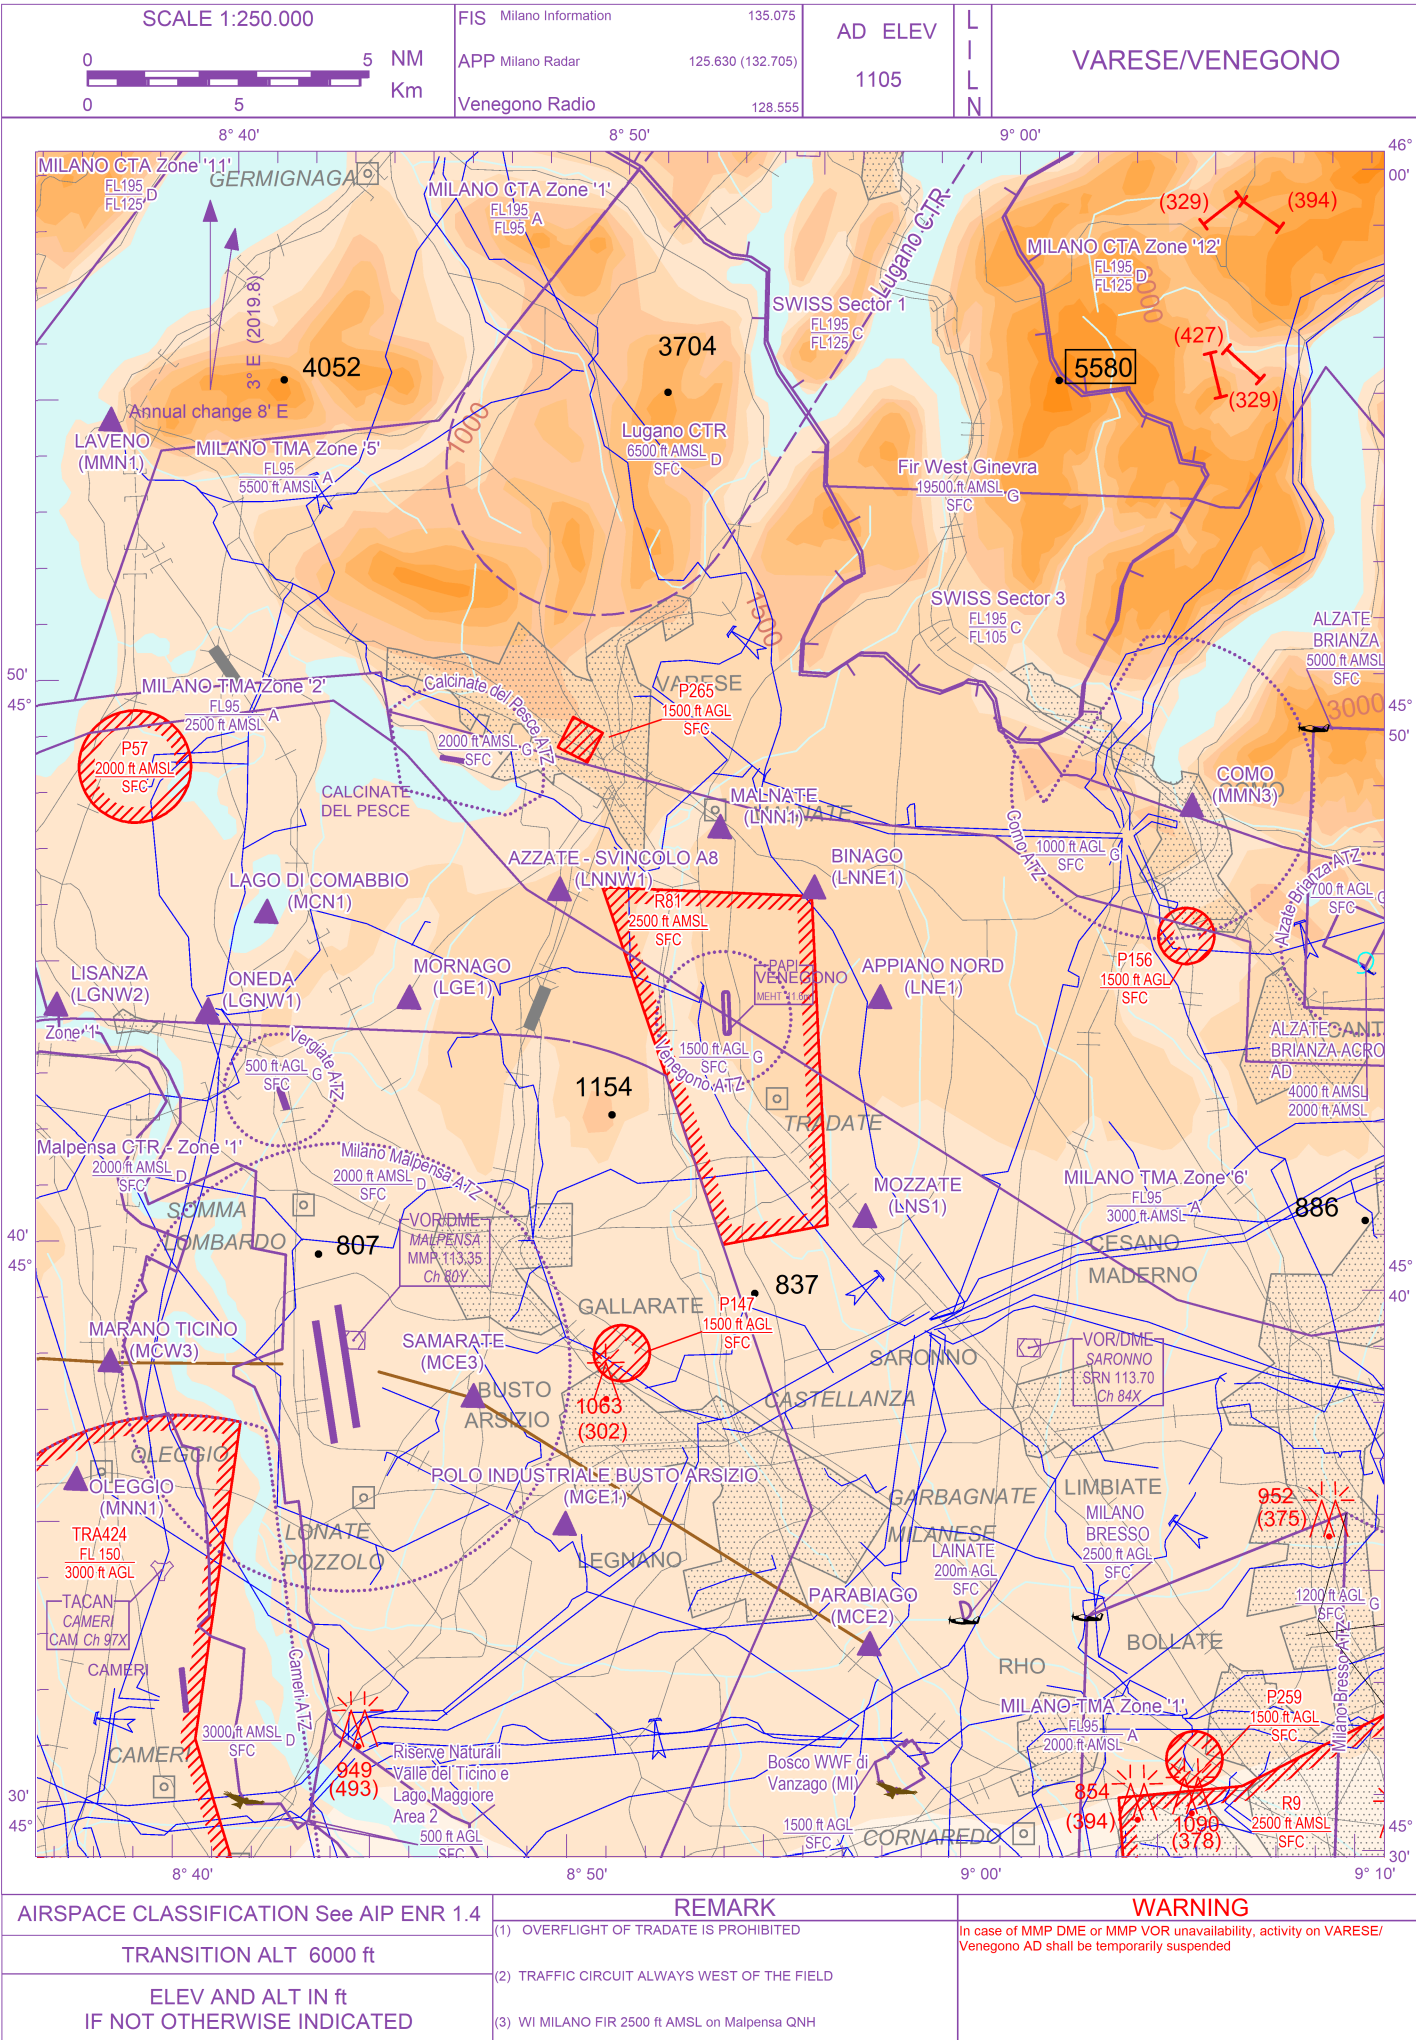 SCALE 1:250.000
0
5
NM
Km
0
5
FIS Milano Information 135.075
APP Milano Radar 125.630 (132.705)
Venegono Radio 128.555
AD ELEV
1105
L
I
L
N
VARESE/VENEGONO
8° 40'
8° 50'
9° 00'
46°
00'
MILANO CTA Zone '11'
FL195
FL125
D
GERMIGNAGA
MILANO CTA Zone '1'
FL195
FL95
A
Lugano CTR
(329)
(394)
MILANO CTA Zone '12'
FL195
FL125
D
SWISS Sector 1
FL195
FL125
C
3° E (2019.8)
Annual change 8' E
4052
3704
5580
(427)
(329)
LAVENO
(MMN1)
1000
MILANO TMA Zone '5'
FL95
5500 ft AMSL
A
Lugano CTR
6500 ft AMSL
SFC
D
Fir West Ginevra
19500 ft AMSL
SFC
G
SWISS Sector 3
FL195
FL105
C
1500
ALZATE
BRIANZA
5000 ft AMSL
SFC
3000
50'
45°
45°
50'
MILANO TMA Zone '2'
FL95
2500 ft AMSL
A
Calcinate del Pesce ATZ
2000 ft AMSL
SFC
G
VARESE
P265
1500 ft AGL
SFC
P57
2000 ft AMSL
SFC
CALCINATE
DEL PESCE
MALNATE
(LNN1)
COMO
(MMN3)
Como ATZ
1000 ft AGL
SFC
G
AZZATE - SVINCOLO A8
(LNNW1)
BINAGO
(LNNE1)
Alzate Brianza ATZ
700 ft AGL
SFC
G
LAGO DI COMABBIO
(MCN1)
R81
2500 ft AMSL
SFC
P156
1500 ft AGL
SFC
LISANZA
(LGNW2)
ONEDA
(LGNW1)
MORNAGO
(LGE1)
PAPI
VENEGONO
APPIANO NORD
(LNE1)
Zone '1'
Vergiate ATZ
500 ft AGL
SFC
G
1500 ft AGL
SFC
G
Venegono ATZ
ALZATE
BRIANZA ACRO
AD
4000 ft AMSL
2000 ft AMSL
1154
TRADATE
Malpensa CTR - Zone '1'
2000 ft AMSL
SFC
D
Milano Malpensa ATZ
2000 ft AMSL
SFC
D
MILANO TMA Zone '6'
FL95
3000 ft AMSL
A
886
SOMMA
LOMBARDO
VOR/DME
MALPENSA
MMP 113.35
Ch 80Y
MOZZATE
(LNS1)
CESANO
MADERNO
40'
45°
45°
40'
807
837
GALLARATE
P147
1500 ft AGL
SFC
MARANO TICINO
(MCW3)
SAMARATE
(MCE3)
SARONNO
VOR/DME
SARONNO
SRN 113.70
Ch 84X
BUSTO
ARSIZIO
1063
(302)
CASTELLANZA
OLEGGIO
OLEGGIO
(MNN1)
POLO INDUSTRIALE BUSTO ARSIZIO
(MCE1)
LIMBIATE
GARBAGNATE
MILANESE
952
(375)
TRA424
FL 150
3000 ft AGL
LONATE
POZZOLO
LEGNANO
MILANO
BRESSO
2500 ft AGL
SFC
LAINATE
200m AGL
SFC
TACAN
CAMERI
CAM Ch 97X
CAMERI
PARABIAGO
(MCE2)
1200 ft AGL
SFC
G
BOLLATE
RHO
Milano Bresso ATZ
Cameri ATZ
3000 ft AMSL
SFC
D
CAMERI
MILANO TMA Zone '1'
FL95
2000 ft AMSL
A
P259
1500 ft AGL
SFC
949
(493)
Riserve Naturali
Valle del Ticino e
Lago Maggiore
Area 2
500 ft AGL
SFC
Bosco WWF di
Vanzago (MI)
1500 ft AGL
SFC
CORNAREDO
854
(394)
1090
(378)
R9
2500 ft AMSL
SFC
30'
45°
45°
30'
8° 40'
8° 50'
9° 00'
9° 10'
AIRSPACE CLASSIFICATION See AIP ENR 1.4
TRANSITION ALT 6000 ft
ELEV AND ALT IN ft
IF NOT OTHERWISE INDICATED
REMARK
(1) OVERFLIGHT OF TRADATE IS PROHIBITED
(2) TRAFFIC CIRCUIT ALWAYS WEST OF THE FIELD
(3) WI MILANO FIR 2500 ft AMSL on Malpensa QNH
WARNING
In case of MMP DME or MMP VOR unavailability, activity on VARESE/
Venegono AD shall be temporarily suspended